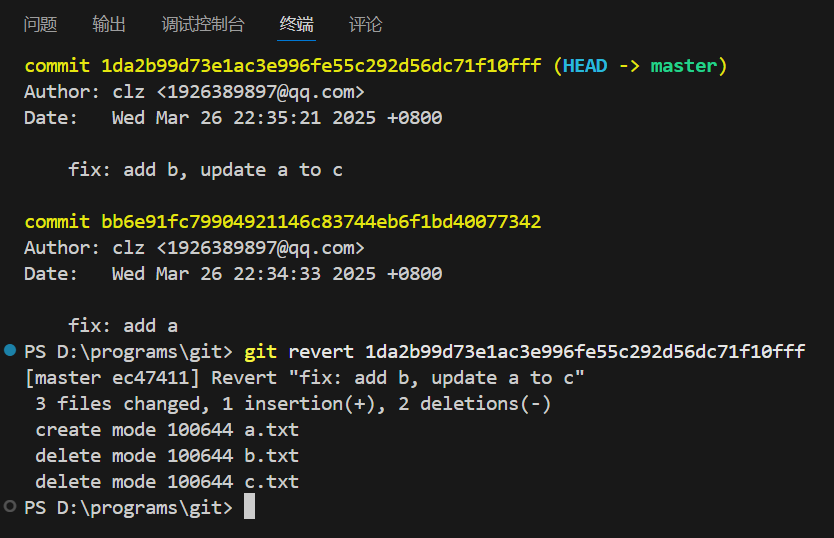 问题 输出 调试控制台 终端 评论
commit 1da2b99d73e1ac3e996fe55c292d56dc71f10fff (HEAD -> master)
Author: clz <1926389897@qq.com>
Date:   Wed Mar 26 22:35:21 2025 +0800
    fix: add b, update a to c
commit bb6e91fc79904921146c83744eb6f1bd40077342
Author: clz <1926389897@qq.com>
Date:   Wed Mar 26 22:34:33 2025 +0800
    fix: add a
PS D:\programs\git> git revert 1da2b99d73e1ac3e996fe55c292d56dc71f10fff
[master ec47411] Revert "fix: add b, update a to c"
 3 files changed, 1 insertion(+), 2 deletions(-)
 create mode 100644 a.txt
 delete mode 100644 b.txt
 delete mode 100644 c.txt
PS D:\programs\git>